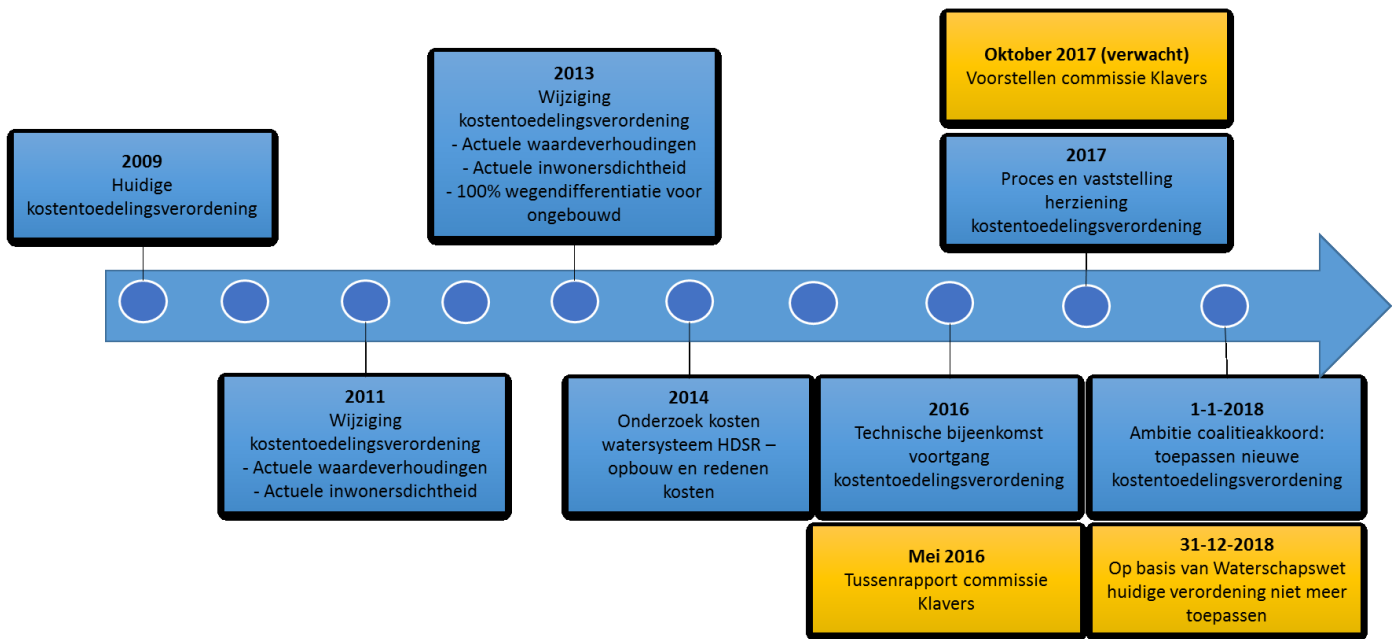 2009
Huidige
kostentoedelingsverordening
2013
Wijziging
kostentoedelingsverordening
- Actuele waardeverhoudingen
- Actuele inwonersdichtheid
- 100% wegendifferentiatie voor
ongebouwd
Oktober 2017 (verwacht)
Voorstellen commissie Klavers
2017
Proces en vaststelling
herziening
kostentoedelingsverordening
2011
Wijziging
kostentoedelingsverordening
- Actuele waardeverhoudingen
- Actuele inwonersdichtheid
2014
Onderzoek kosten
watersysteem HDSR –
opbouw en redenen
kosten
2016
Technische bijeenkomst
voortgang
kostentoedelingsverordening
Mei 2016
Tussenrapport commissie
Klavers
1-1-2018
Ambitie coalitieakkoord:
toepassen nieuwe
kostentoedelingsverordening
31-12-2018
Op basis van Waterschapswet
huidige verordening niet meer
toepassen